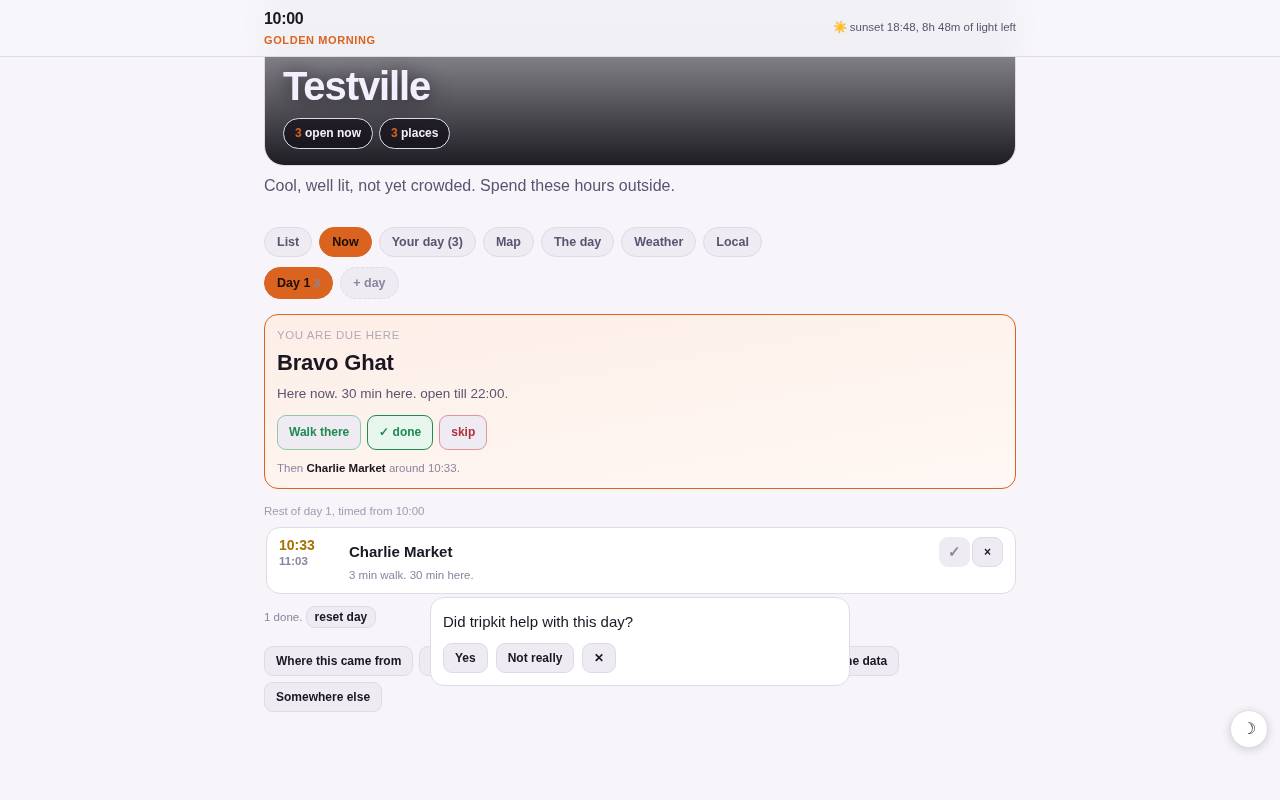 10:00
GOLDEN MORNING
☀️ sunset 18:48, 8h 48m of light left
Testville
3 open now
3 places
Cool, well lit, not yet crowded. Spend these hours outside.
List
Now
Your day (3)
Map
The day
Weather
Local
Day 1 ×
+ day
YOU ARE DUE HERE
Bravo Ghat
Here now. 30 min here. open till 22:00.
Walk there
✓ done
skip
Then Charlie Market around 10:33.
Rest of day 1, timed from 10:00
10:33
11:03
Charlie Market
3 min walk. 30 min here.
✓
×
1 done. reset day
Did tripkit help with this day?
Yes
Not really
✕
Where this came from
data
Somewhere else